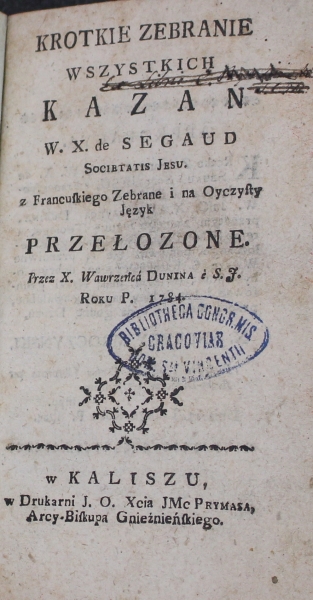 KROTKIE ZEBRANIE
WSZYSTKICH
KAZAŃ
W. X. de SEGAUD
SOCIETATIS JESU.
z Francuſkiego Zebrane i na Oyczyſty
Język
PRZEŁOZONE.
Przez X. Wawrzeńca DUNINA è S. J.
ROKU P. 1784.
BIBLIOTHECA CONGR. MIS
CRACOVIAE
VINCENTII
w KALISZU,
w Drukarni J. O. Xcia JMc PRYMASA,
Arcy-Biſkupa Gnieźnieńſkiego.